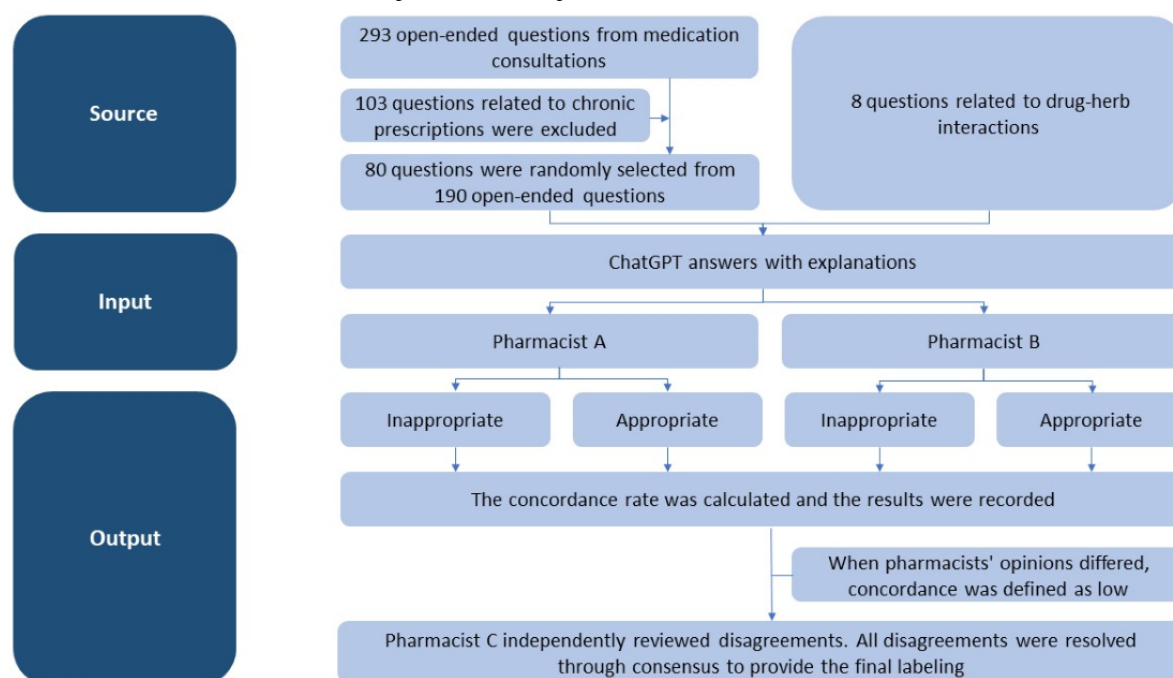 Source
293 open-ended questions from medication
consultations
103 questions related to chronic
prescriptions were excluded
80 questions were randomly selected from
190 open-ended questions
8 questions related to drug-herb
interactions
Input
ChatGPT answers with explanations
Pharmacist A
Pharmacist B
Output
Inappropriate
Appropriate
Inappropriate
Appropriate
The concordance rate was calculated and the results were recorded
When pharmacists' opinions differed,
concordance was defined as low
Pharmacist C independently reviewed disagreements. All disagreements were resolved
through consensus to provide the final labeling